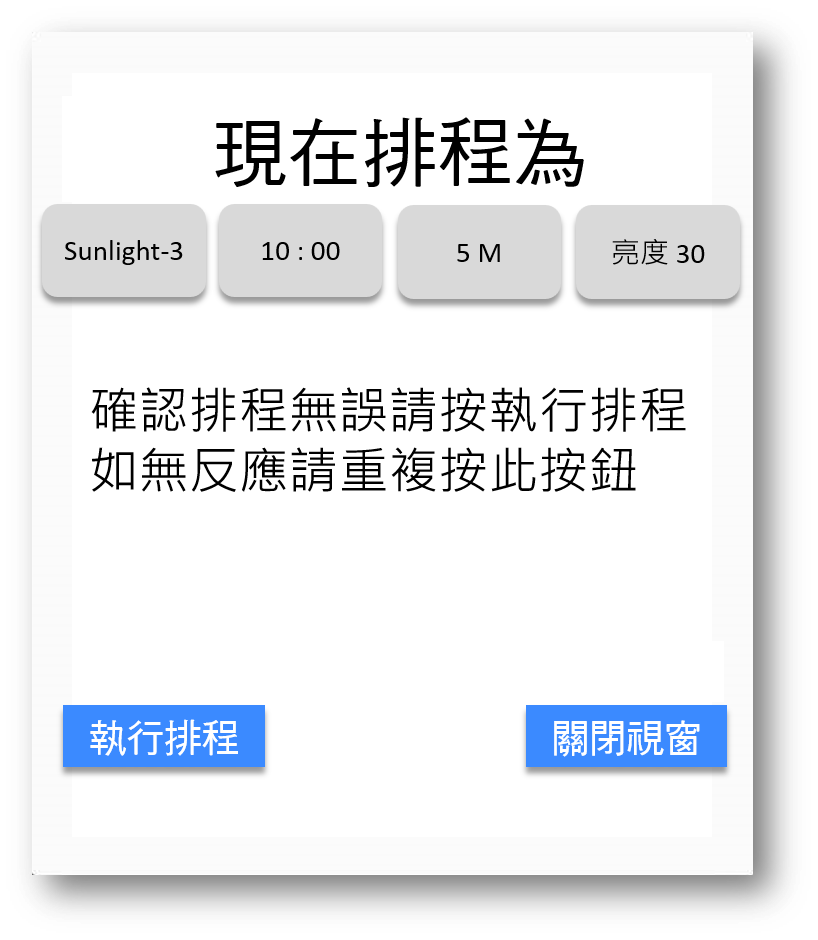 現在排程為
Sunlight-3
10 : 00
5 M
亮度 30
確認排程無誤請按執行排程
如無反應請重複按此按鈕
執行排程
關閉視窗